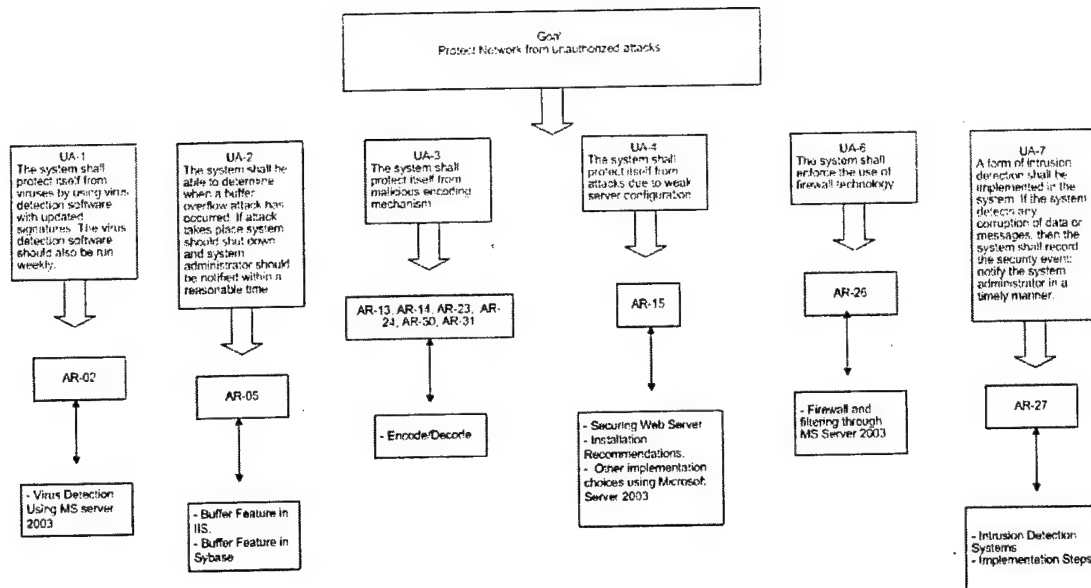 Goal
Protect Network from unauthorized attacks
UA-1
The system shall
protect itself from
viruses by using virus
detection software
with updated
signatures. The virus
detection software
should also be run
weekly.
UA-2
The system shall be
able to determine
when a buffer
overflow attack has
occurred. If attack
takes place system
should shut down
and system
administrator should
be notified within a
reasonable time
UA-3
The system shall
protect itself from
malicious encoding
mechanism
UA-4
The system shall
protect itself from
attacks due to weak
server configuration
UA-6
The system shall
enforce the use of
firewall technology
UA-7
A form of intrusion
detection shall be
implemented in the
system. If the system
detects any
corruption of data or
messages, then the
system shall record
the security event;
notify the system
administrator in a
timely manner.
AR-02
AR-05
AR-13, AR-14, AR-23, AR-
24, AR-30, AR-31
AR-15
AR-26
AR-27
- Virus Detection
Using MS server
2003
- Buffer Feature in
IIS.
- Buffer Feature in
Sybase
- Encode/Decode
- Securing Web Server
- Installation
Recommendations.
- Other implementation
choices using Microsoft
Server 2003
- Firewall and
filtering through
MS Server 2003
- Intrusion Detection
Systems
- Implementation Steps